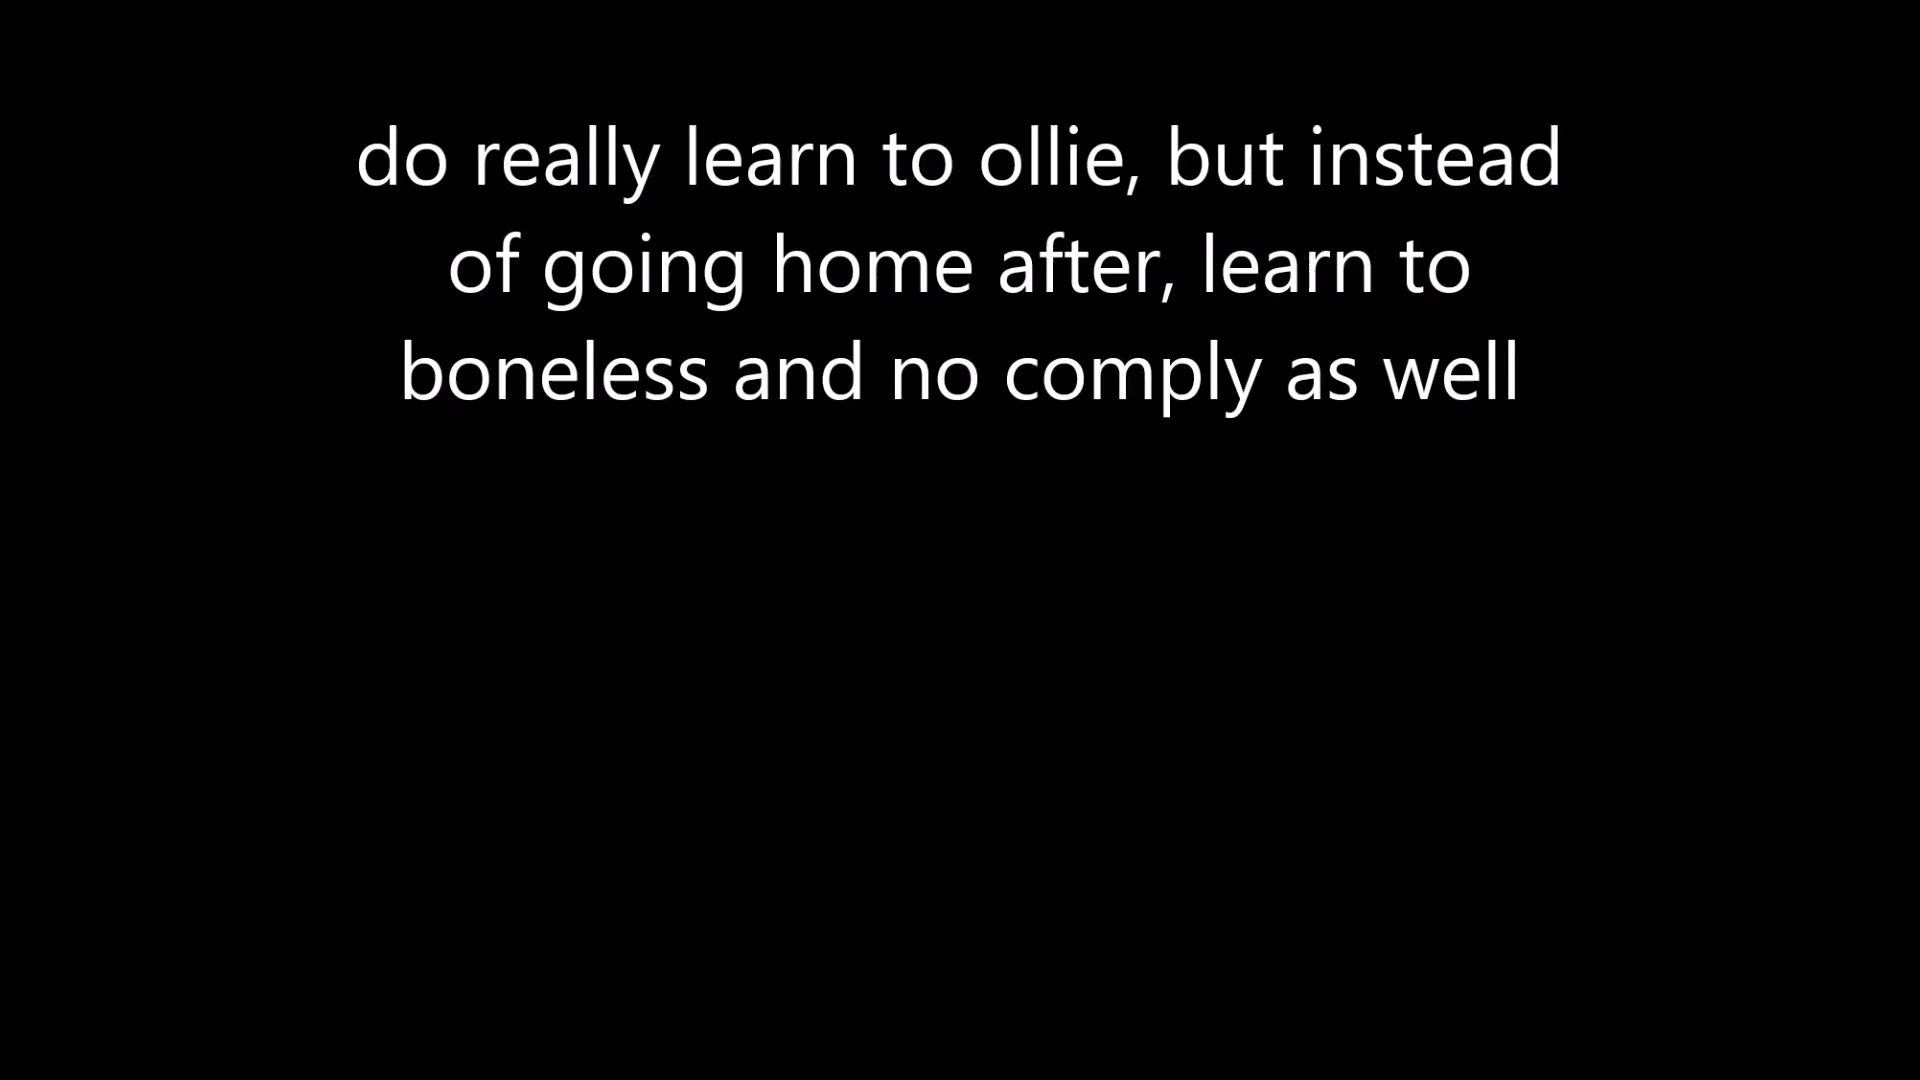 do really learn to ollie, but instead
of going home after, learn to
boneless and no comply as well